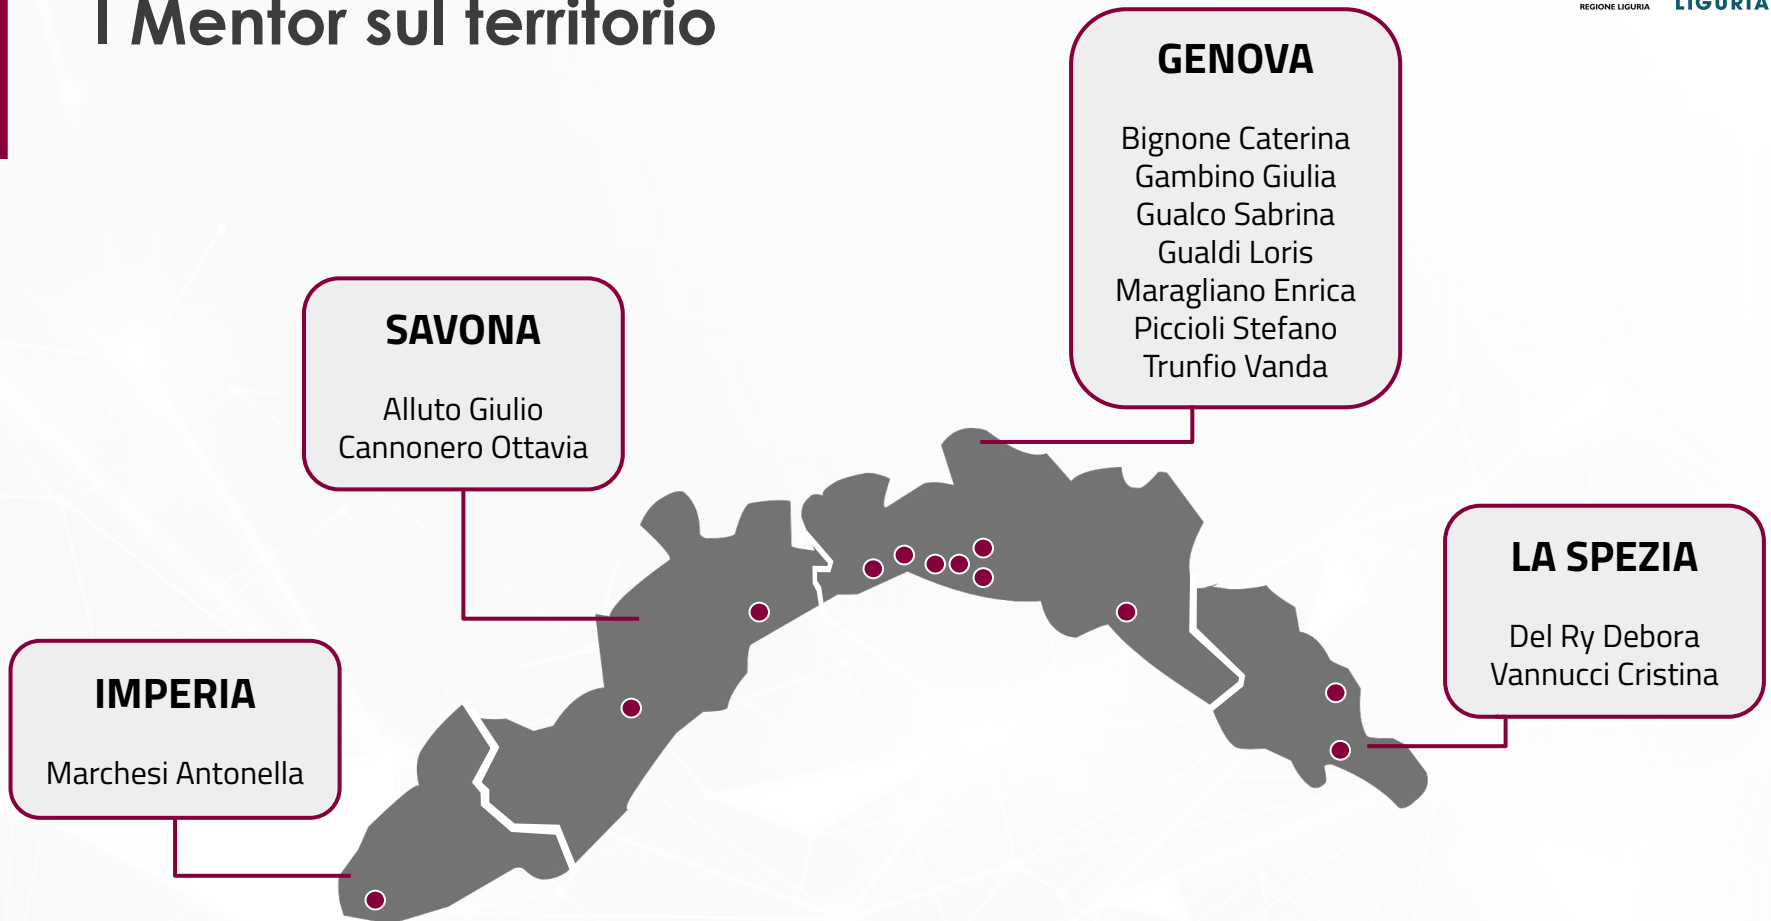 I Mentor sul territorio
REGIONE LIGURIA
LIGURIA
GENOVA
Bignone Caterina
Gambino Giulia
Gualco Sabrina
Gualdi Loris
Maragliano Enrica
Piccioli Stefano
Trunfio Vanda
SAVONA
Alluto Giulio
Cannonero Ottavia
LA SPEZIA
Del Ry Debora
Vannucci Cristina
IMPERIA
Marchesi Antonella